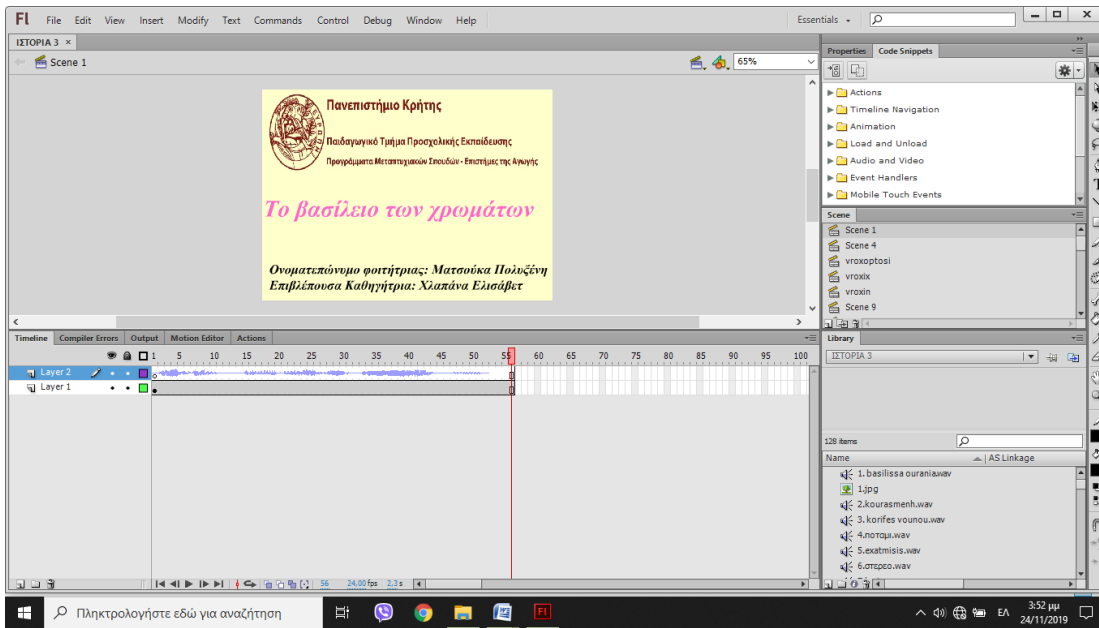 Fl File Edit View Insert Modify Text Commands Control Debug Window Help Essentials
ΙΣΤΟΡΙΑ 3 ×
Scene 1 65%
Πανεπιστήμιο Κρήτης
Παιδαγωγικό Τμήμα Προσχολικής Εκπαίδευσης
Προγράμματα Μεταπτυχιακών Σπουδών - Επιστήμες της Αγωγής
Το βασίλειο των χρωμάτων
Ονοματεπώνυμο φοιτήτριας: Ματσούκα Πολυξένη
Επιβλέπουσα Καθηγήτρια: Χλαπάνα Ελισάβετ
Properties Code Snippets
Actions
Timeline Navigation
Animation
Load and Unload
Audio and Video
Event Handlers
Mobile Touch Events
Scene
Scene 1
Scene 4
vroxoptosi
vroxix
vroxin
Scene 9
Timeline Compiler Errors Output Motion Editor Actions
1 5 10 15 20 25 30 35 40 45 50 55 60 65 70 75 80 85 90 95 100
Layer 2
Layer 1
56 24,00 fps 2,3 s
Library
ΙΣΤΟΡΙΑ 3
128 items
Name AS Linkage
1. basilissa ourania.wav
1.jpg
2.kourasmenh.wav
3. korifes vounou.wav
4.ποταμι.wav
5.exatmisis.wav
6.στερεο.wav
Πληκτρολογήστε εδώ για αναζήτηση
Fl
ΕΛ
3:52 μμ
24/11/2019